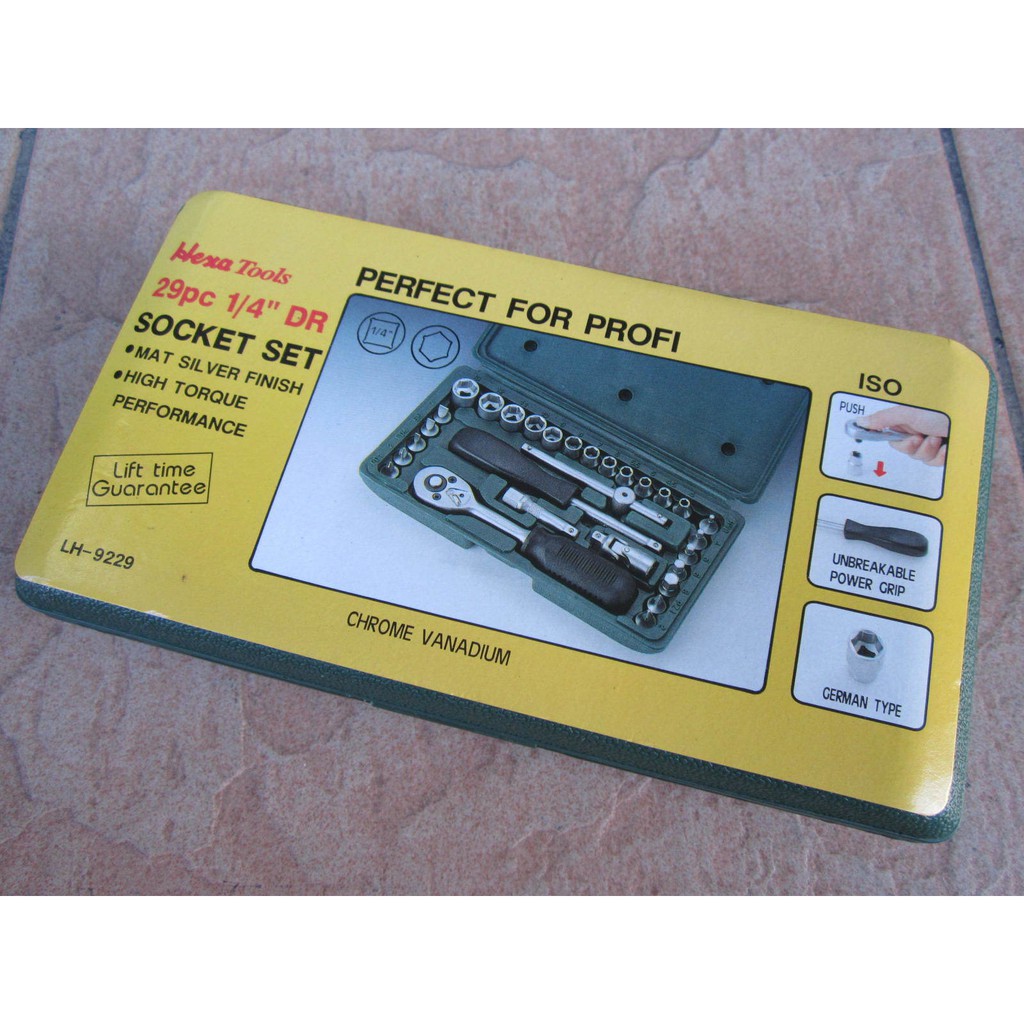 Hexa Tools
29pc 1/4" DR
SOCKET SET
•MAT SILVER FINISH
•HIGH TORQUE
PERFORMANCE
Lift time
Guarantee
LH-9229
PERFECT FOR PROFI
1/4"
CHROME VANADIUM
ISO
PUSH
UNBREAKABLE
POWER GRIP
GERMAN TYPE